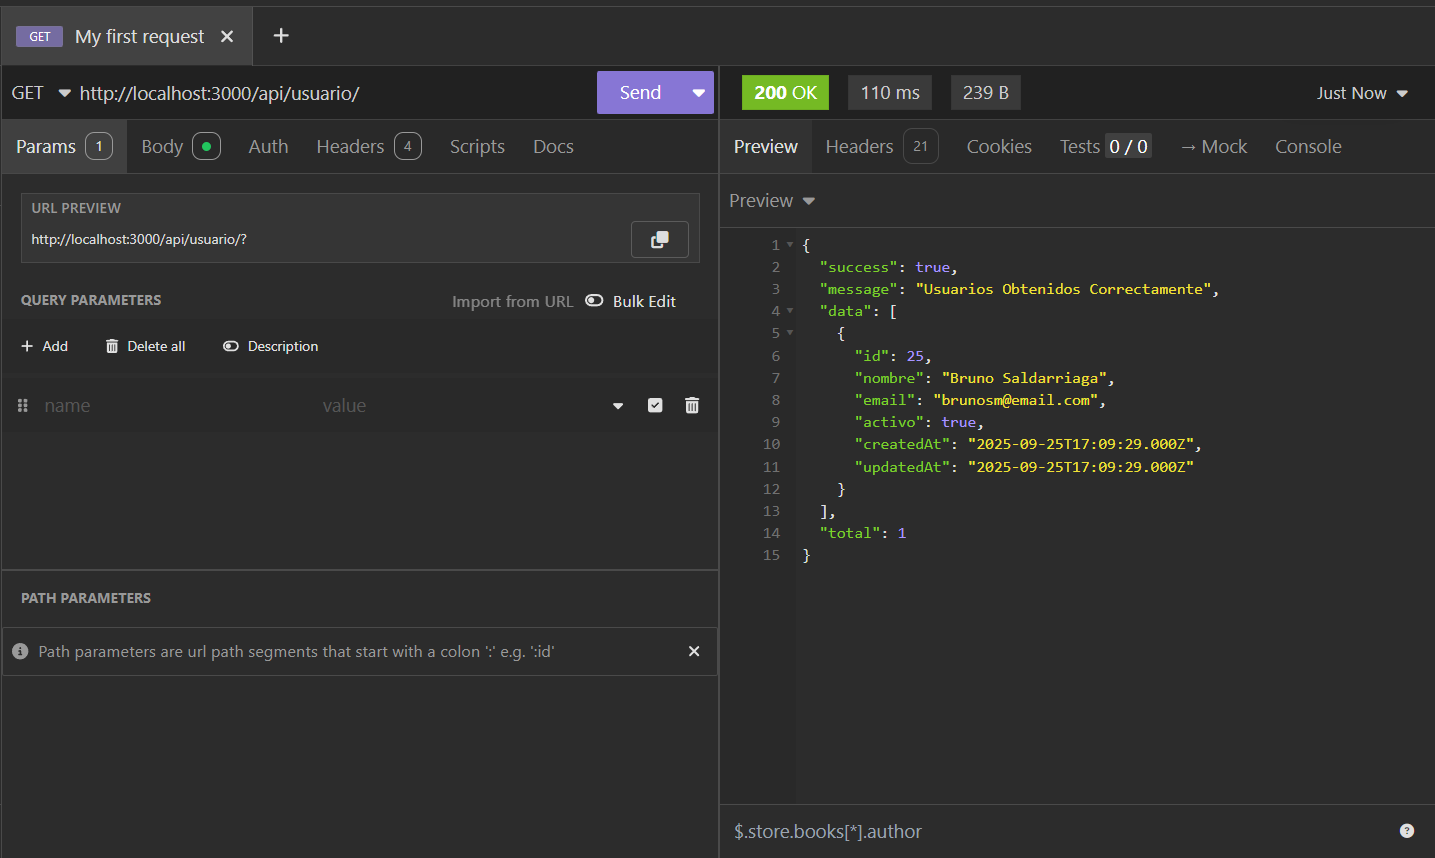 GET My first request
GET http://localhost:3000/api/usuario/ Send
Params 1 Body Auth Headers 4 Scripts Docs
URL PREVIEW
http://localhost:3000/api/usuario/?
QUERY PARAMETERS Import from URL Bulk Edit
Add Delete all Description
name value
PATH PARAMETERS
Path parameters are url path segments that start with a colon ':' e.g. ':id'
200 OK 110 ms 239 B Just Now
Preview Headers 21 Cookies Tests 0 / 0 → Mock Console
Preview
1 {
2 "success": true,
3 "message": "Usuarios Obtenidos Correctamente",
4 "data": [
5 {
6 "id": 25,
7 "nombre": "Bruno Saldarriaga",
8 "email": "brunosm@email.com",
9 "activo": true,
10 "createdAt": "2025-09-25T17:09:29.000Z",
11 "updatedAt": "2025-09-25T17:09:29.000Z"
12 }
13 ],
14 "total": 1
15 }
$.store.books[*].author